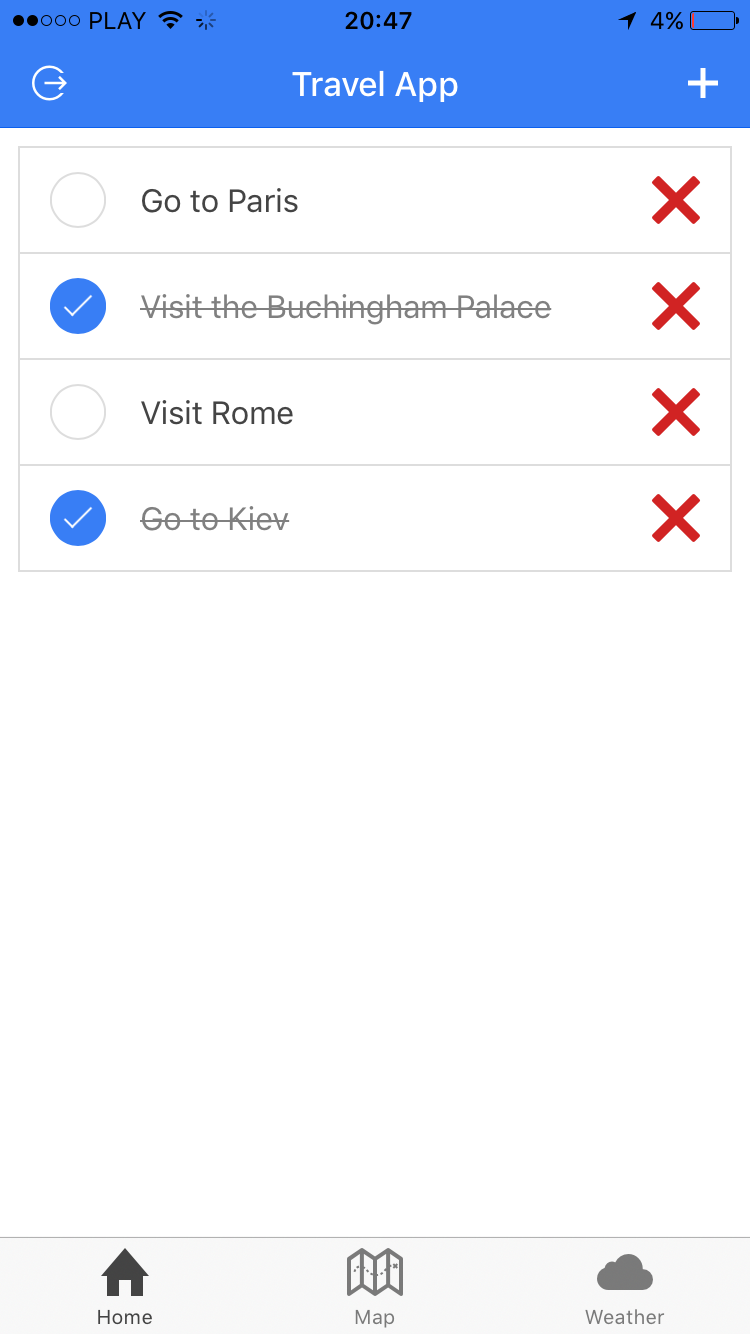 PLAY 20:47 4%
Travel App
Go to Paris
Visit the Buchingham Palace
Visit Rome
Go to Kiev
Home Map Weather